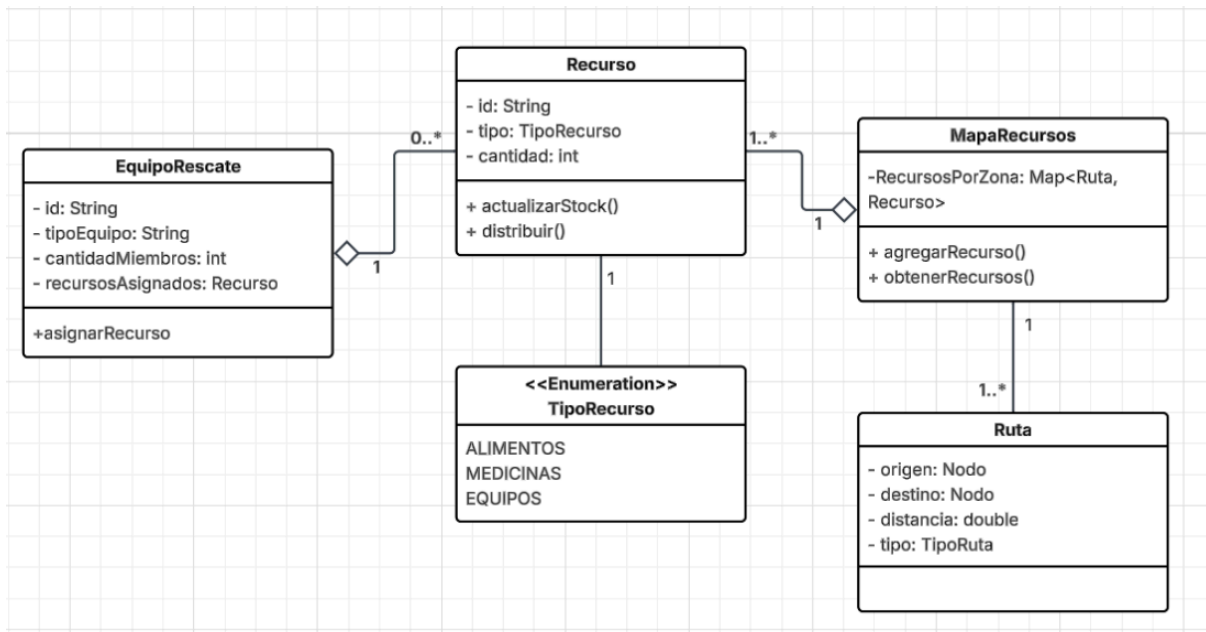 Recurso
- id: String
- tipo: TipoRecurso
- cantidad: int
+ actualizarStock()
+ distribuir()
0..*
1..*
EquipoRescate
- id: String
- tipoEquipo: String
- cantidadMiembros: int
- recursosAsignados: Recurso
+asignarRecurso
1
MapaRecursos
-RecursosPorZona: Map<Ruta,
Recurso>
+ agregarRecurso()
+ obtenerRecursos()
1
1
1
1..*
<<Enumeration>>
TipoRecurso
ALIMENTOS
MEDICINAS
EQUIPOS
Ruta
- origen: Nodo
- destino: Nodo
- distancia: double
- tipo: TipoRuta